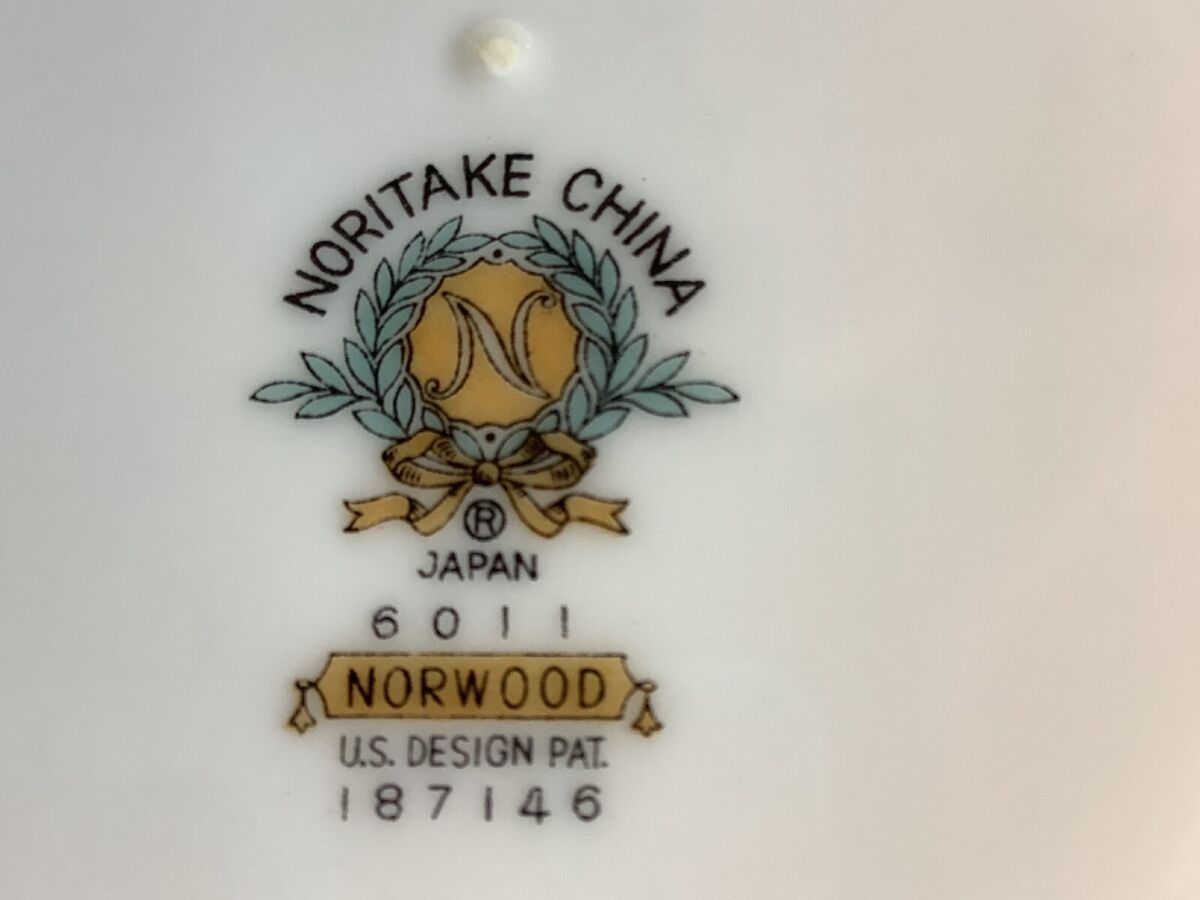 NORITAKE CHINA
N
®
JAPAN
6011
NORWOOD
U.S. DESIGN PAT.
187146